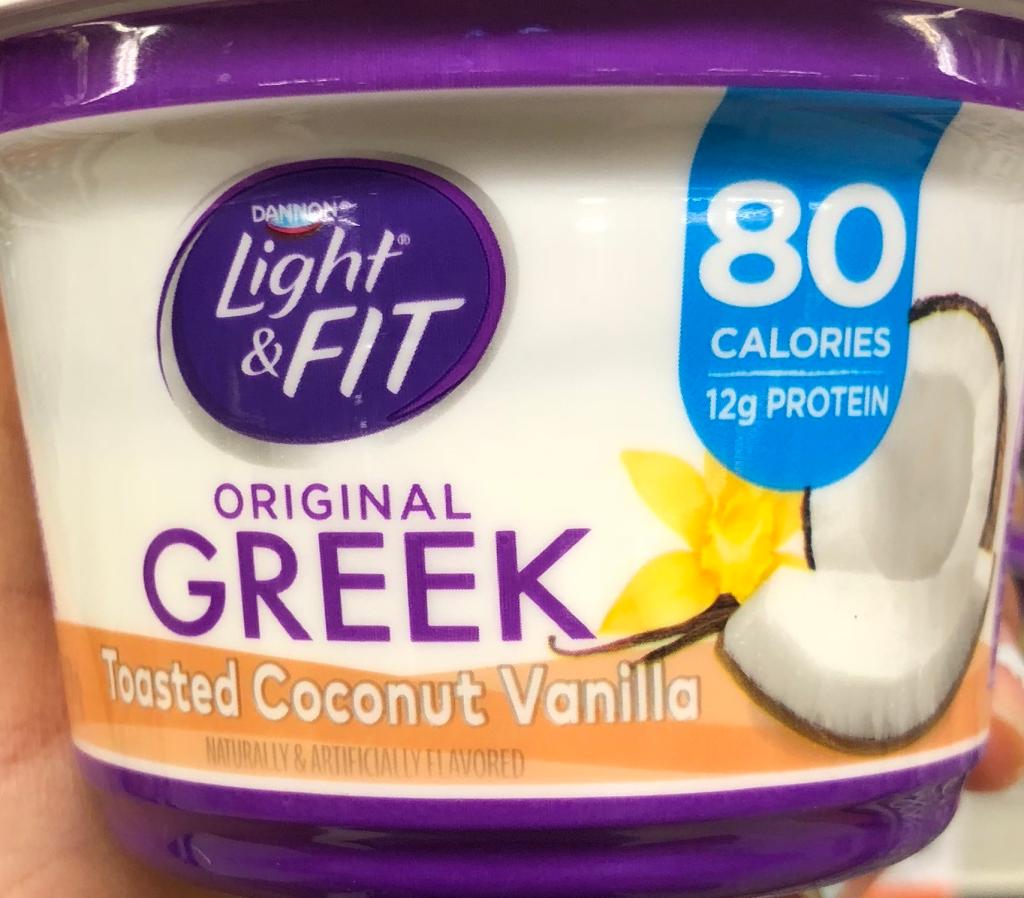 DANNON®
Light®
& FIT
80
CALORIES
12g PROTEIN
ORIGINAL
GREEK
Toasted Coconut Vanilla
NATURALLY & ARTIFICIALLY FLAVORED